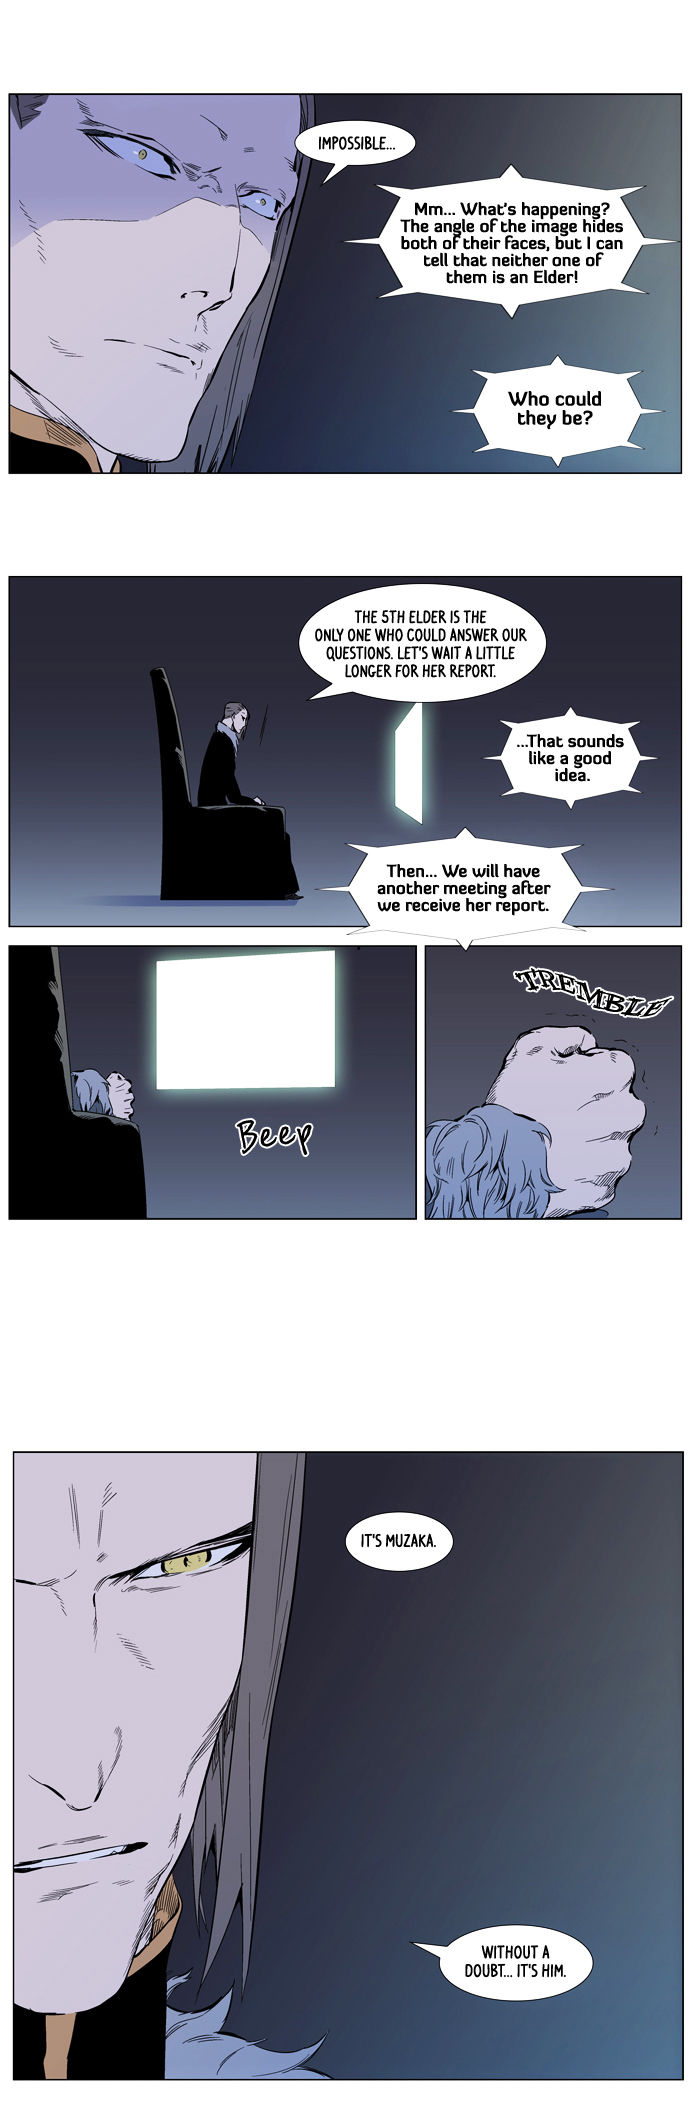 IMPOSSIBLE...
Mm... What's happening?
The angle of the image hides
both of their faces, but I can
tell that neither one of
them is an Elder!
Who could
they be?
THE 5TH ELDER IS THE
ONLY ONE WHO COULD ANSWER OUR
QUESTIONS. LET'S WAIT A LITTLE
LONGER FOR HER REPORT.
...That sounds
like a good
idea.
Then... We will have
another meeting after
we receive her report.
Beep
TREMBLE
IT'S MUZAKA.
WITHOUT A
DOUBT... IT'S HIM.